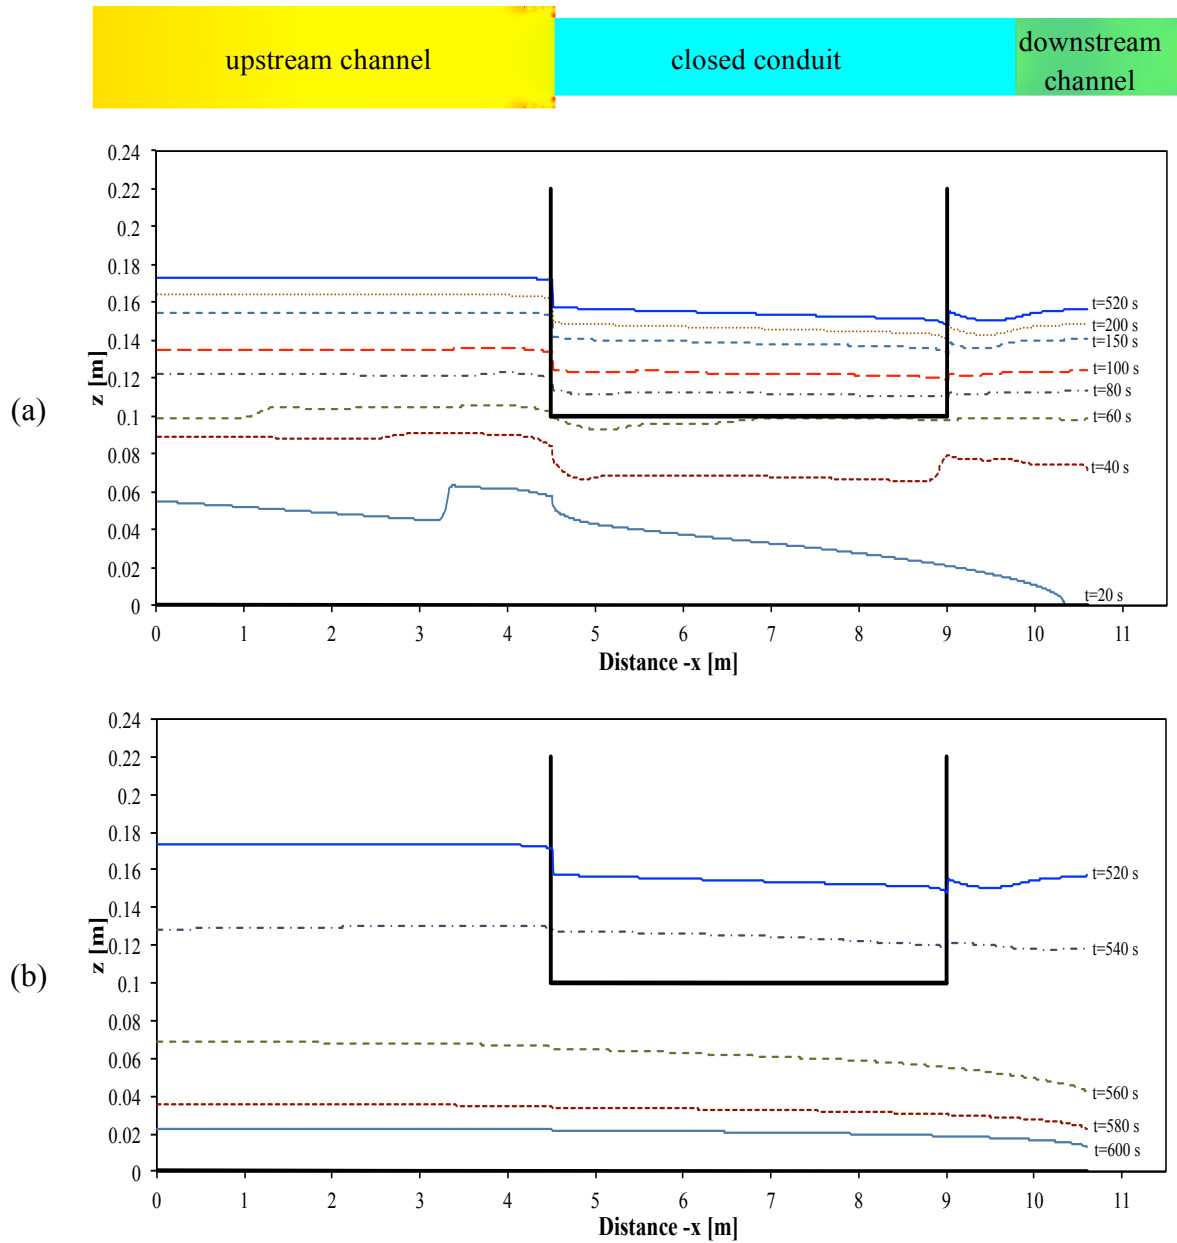 upstream channel
closed conduit
downstream
channel
(a)
z [m]
0.24
0.22
0.2
0.18
0.16
0.14
0.12
0.1
0.08
0.06
0.04
0.02
0
t=520 s
t=200 s
t=150 s
t=100 s
t=80 s
t=60 s
t=40 s
t=20 s
0 1 2 3 4 5 6 7 8 9 10 11
Distance -x [m]
(b)
z [m]
0.24
0.22
0.2
0.18
0.16
0.14
0.12
0.1
0.08
0.06
0.04
0.02
0
t=520 s
t=540 s
t=560 s
t=580 s
t=600 s
0 1 2 3 4 5 6 7 8 9 10 11
Distance -x [m]